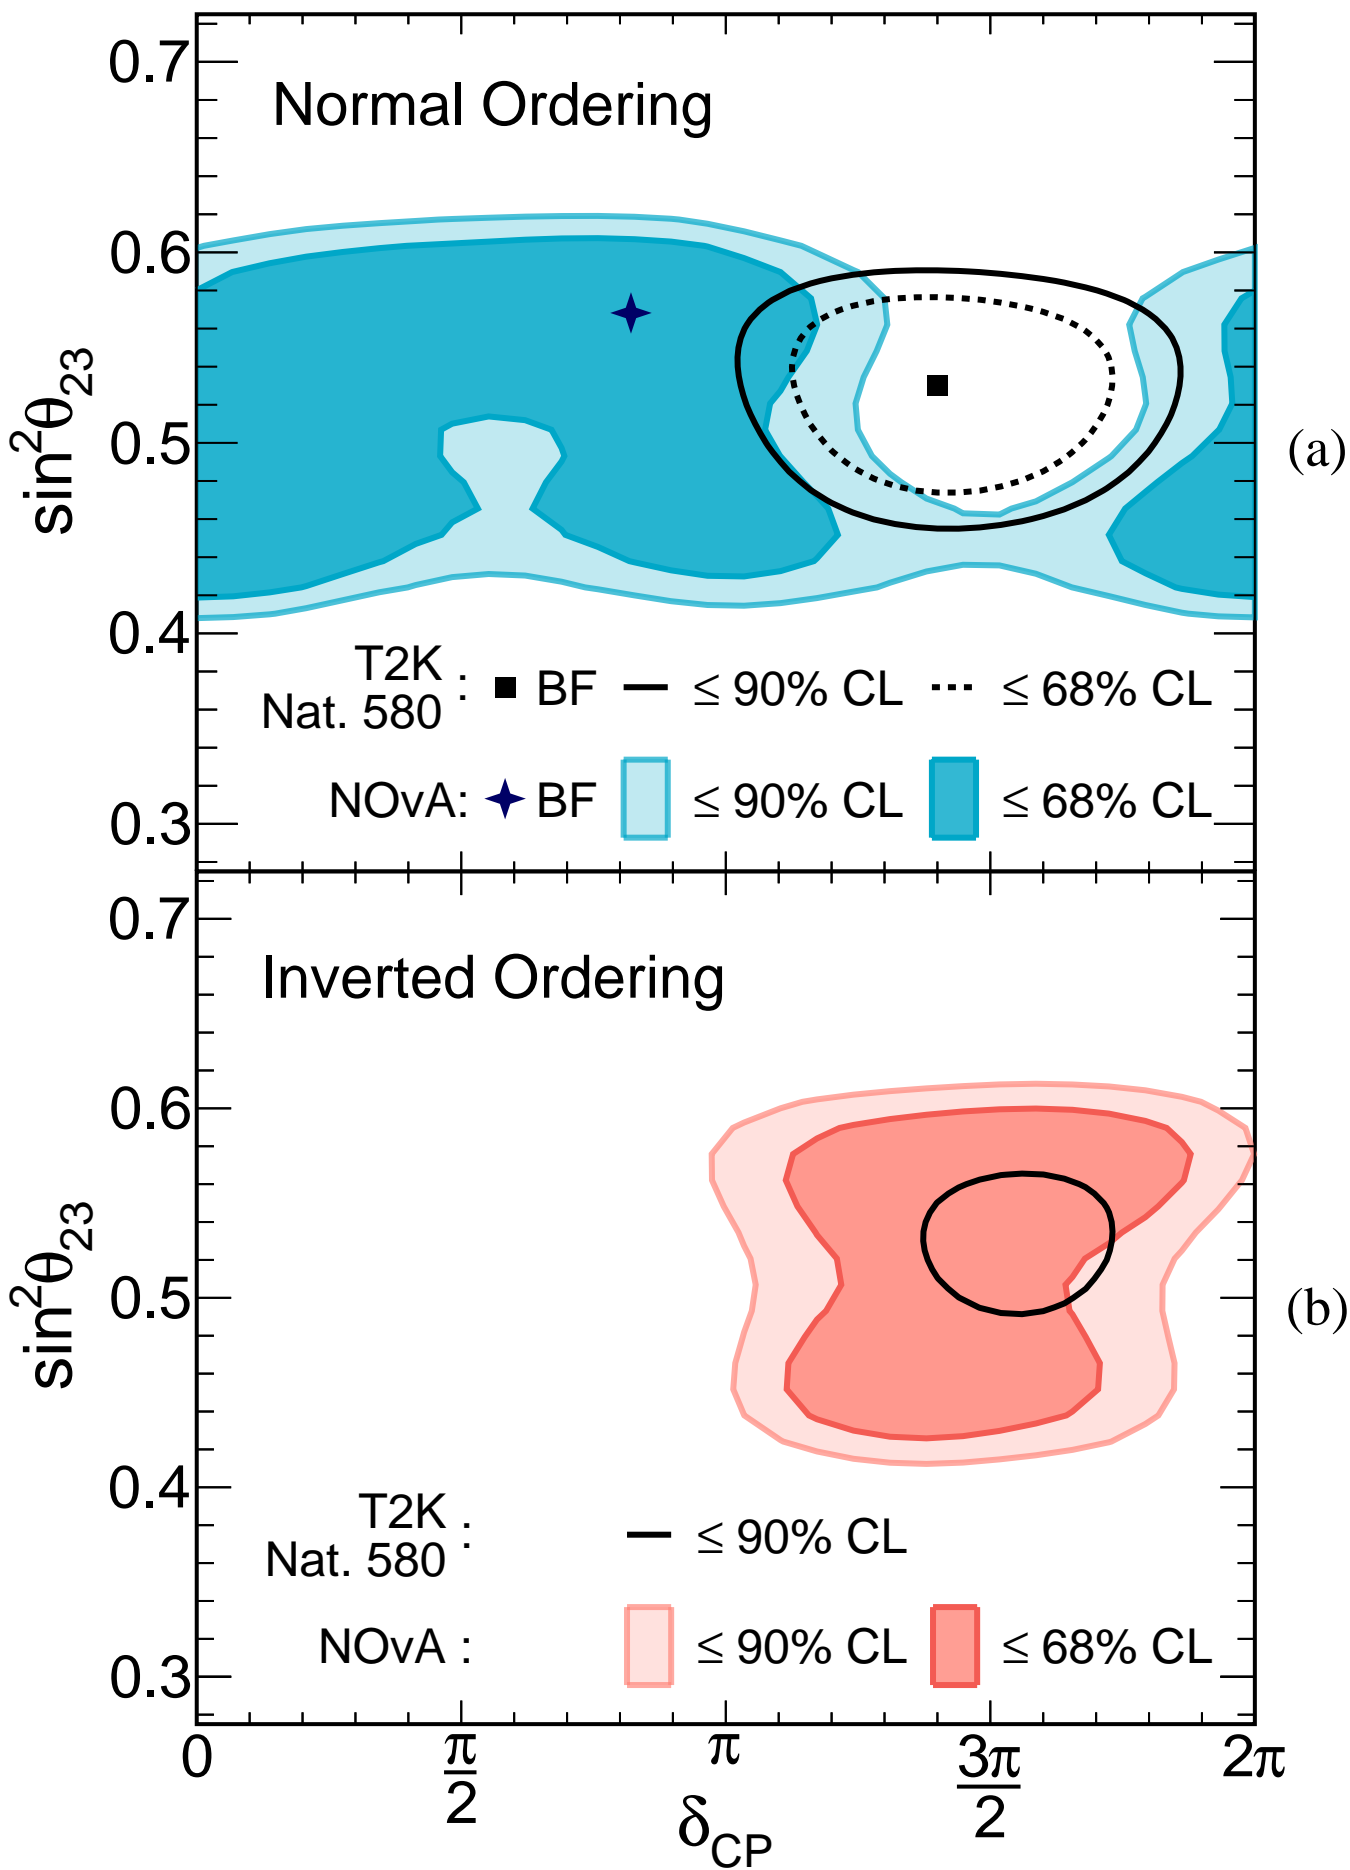 0.7
Normal Ordering
0.6
0.5
0.4
0.3
sin²θ₂₃
(a)
T2K
Nat. 580 : BF ≤ 90% CL ≤ 68% CL
NOvA: BF ≤ 90% CL ≤ 68% CL
0.7
Inverted Ordering
0.6
0.5
0.4
0.3
sin²θ₂₃
(b)
T2K
Nat. 580 : ≤ 90% CL
NOvA : ≤ 90% CL ≤ 68% CL
0 π/2 π 3π/2 2π
δCP